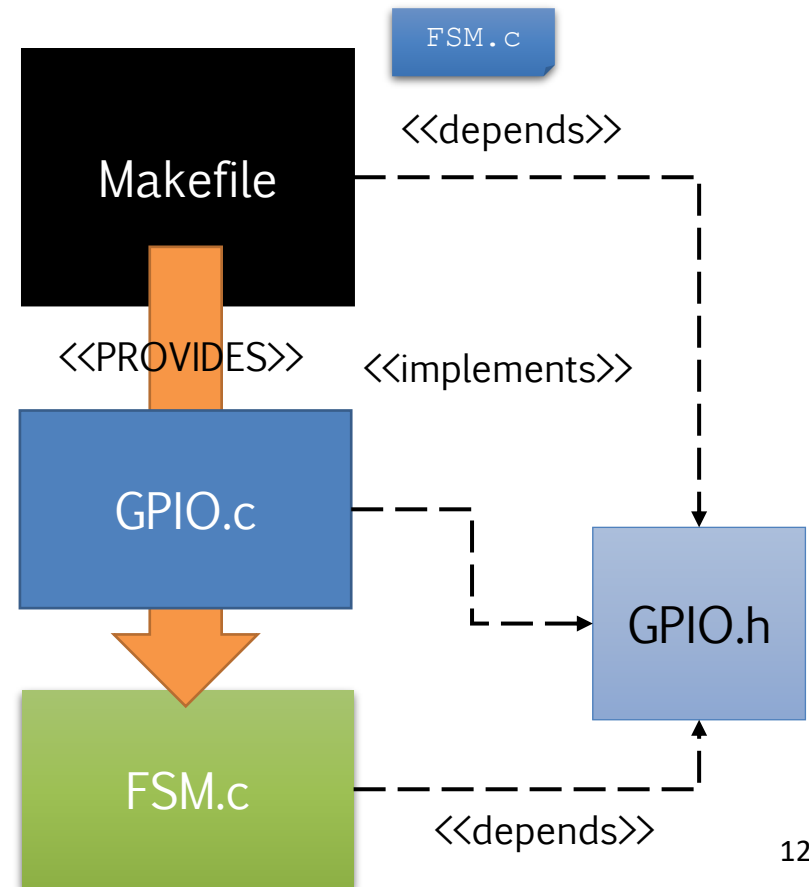 FSM.c
<<depends>>
Makefile
<<PROVIDES>>
<<implements>>
GPIO.c
GPIO.h
FSM.c
<<depends>>
12